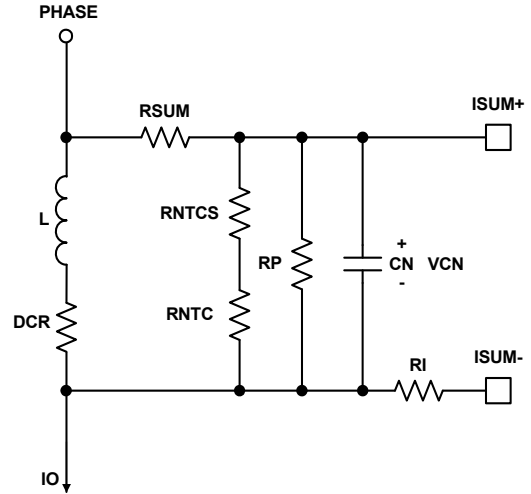 PHASE
RSUM
ISUM+
L
RNTCS
RP
+
CN VCN
-
RNTC
DCR
RI
ISUM-
IO